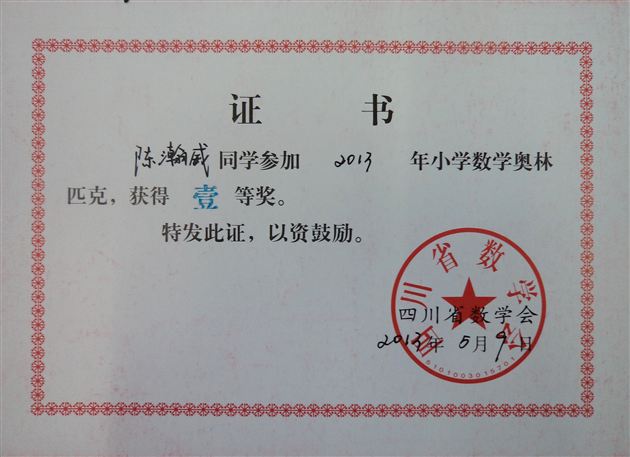 证 书
陈瀚威 同学参加 2013 年小学数学奥林
匹克，获得 壹 等奖。
特发此证，以资鼓励。
四川省数学会
四川省数学会
2013年 5月9日
5101003015701